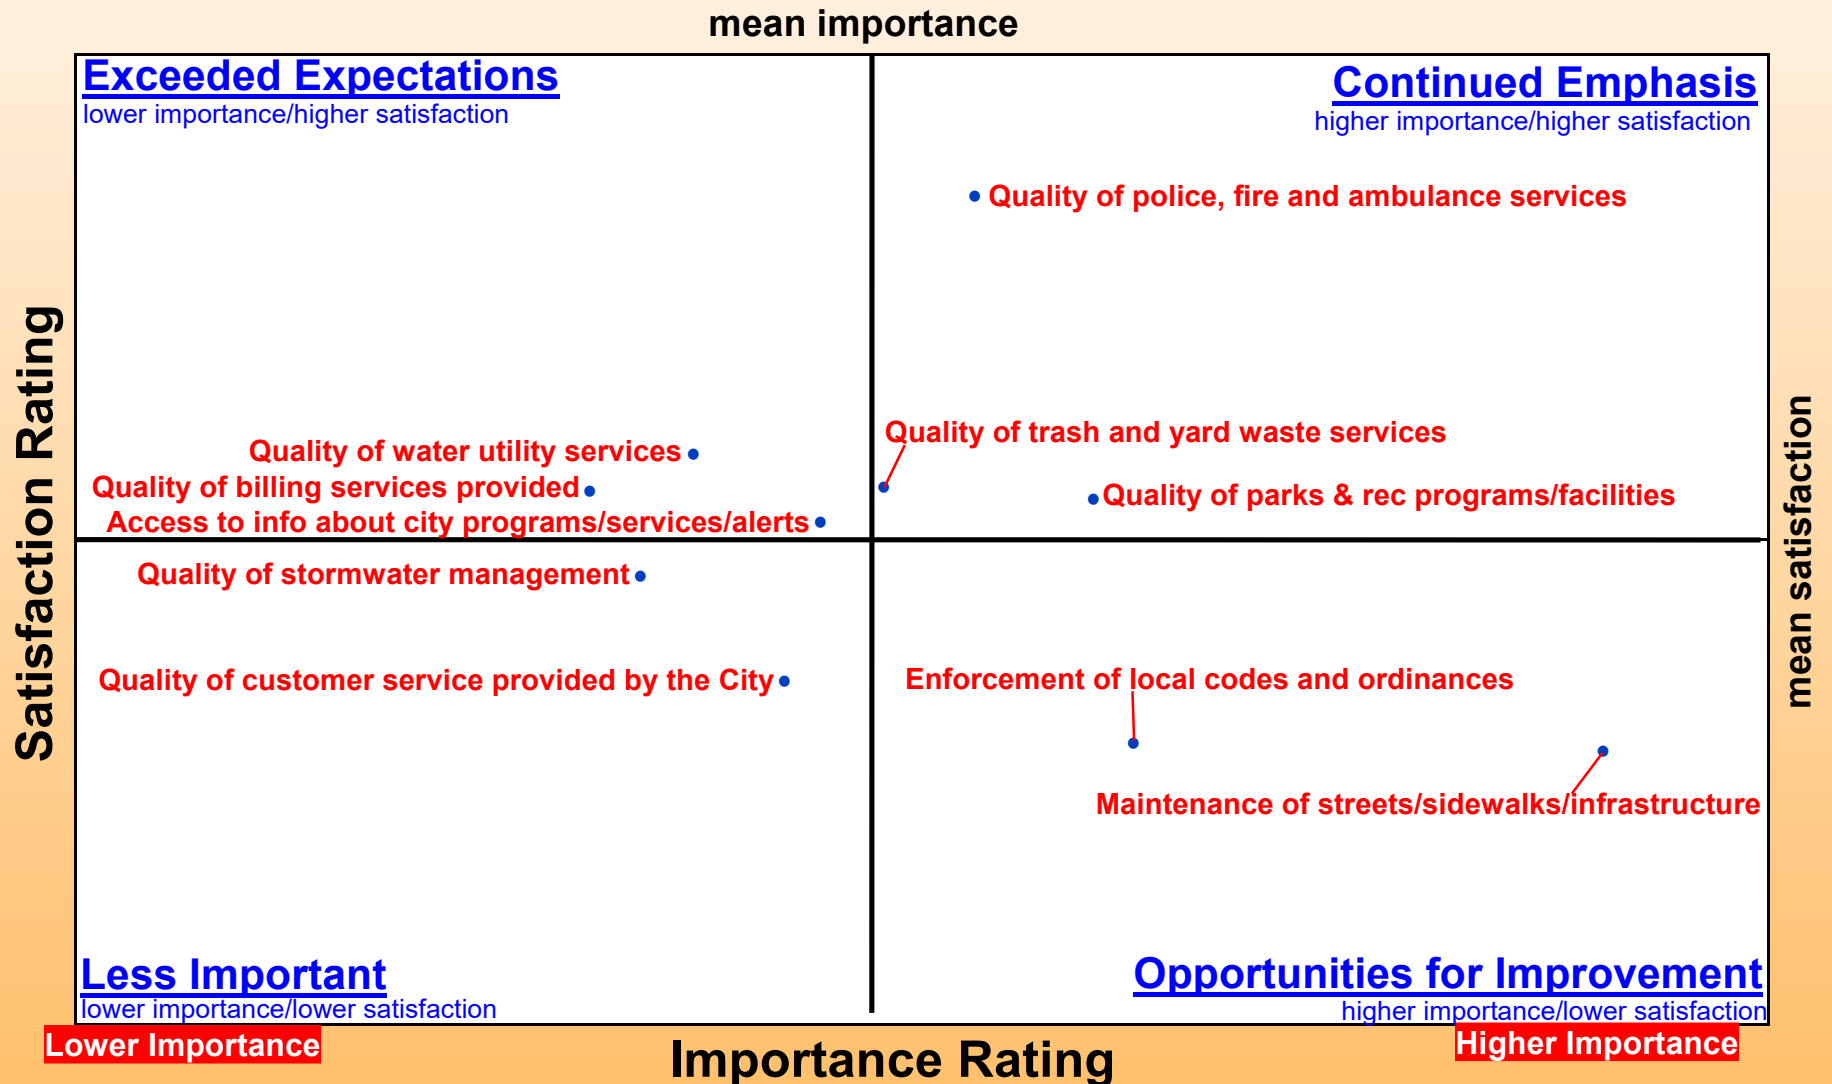 mean importance
Exceeded Expectations
lower importance/higher satisfaction
Continued Emphasis
higher importance/higher satisfaction
Quality of police, fire and ambulance services
Quality of trash and yard waste services
Quality of water utility services
Quality of billing services provided
Quality of parks & rec programs/facilities
Access to info about city programs/services/alerts
Satisfaction Rating
mean satisfaction
Quality of stormwater management
Quality of customer service provided by the City
Enforcement of local codes and ordinances
Maintenance of streets/sidewalks/infrastructure
Less Important
lower importance/lower satisfaction
Opportunities for Improvement
higher importance/lower satisfaction
Lower Importance
Importance Rating
Higher Importance